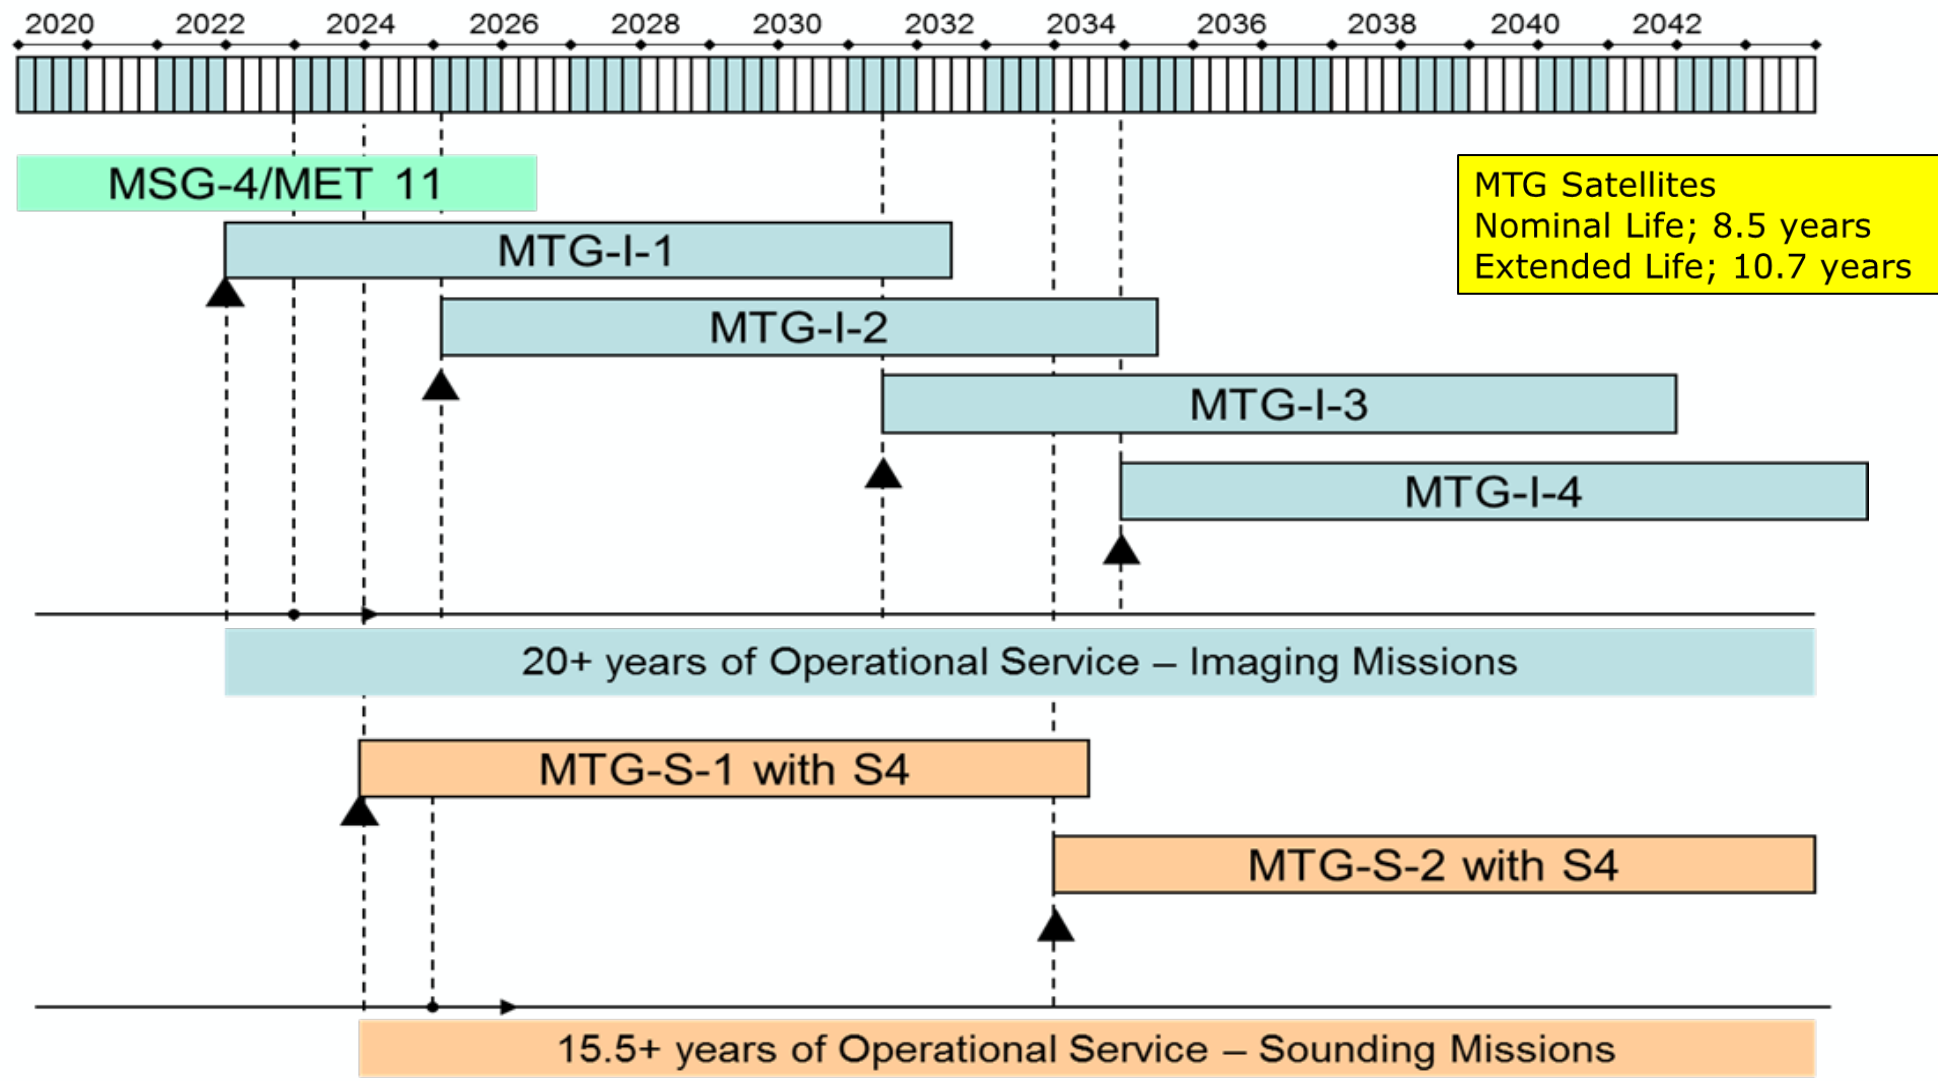 2020 2022 2024 2026 2028 2030 2032 2034 2036 2038 2040 2042
MSG-4/MET 11
MTG Satellites
Nominal Life; 8.5 years
Extended Life; 10.7 years
MTG-I-1
MTG-I-2
MTG-I-3
MTG-I-4
20+ years of Operational Service – Imaging Missions
MTG-S-1 with S4
MTG-S-2 with S4
15.5+ years of Operational Service – Sounding Missions